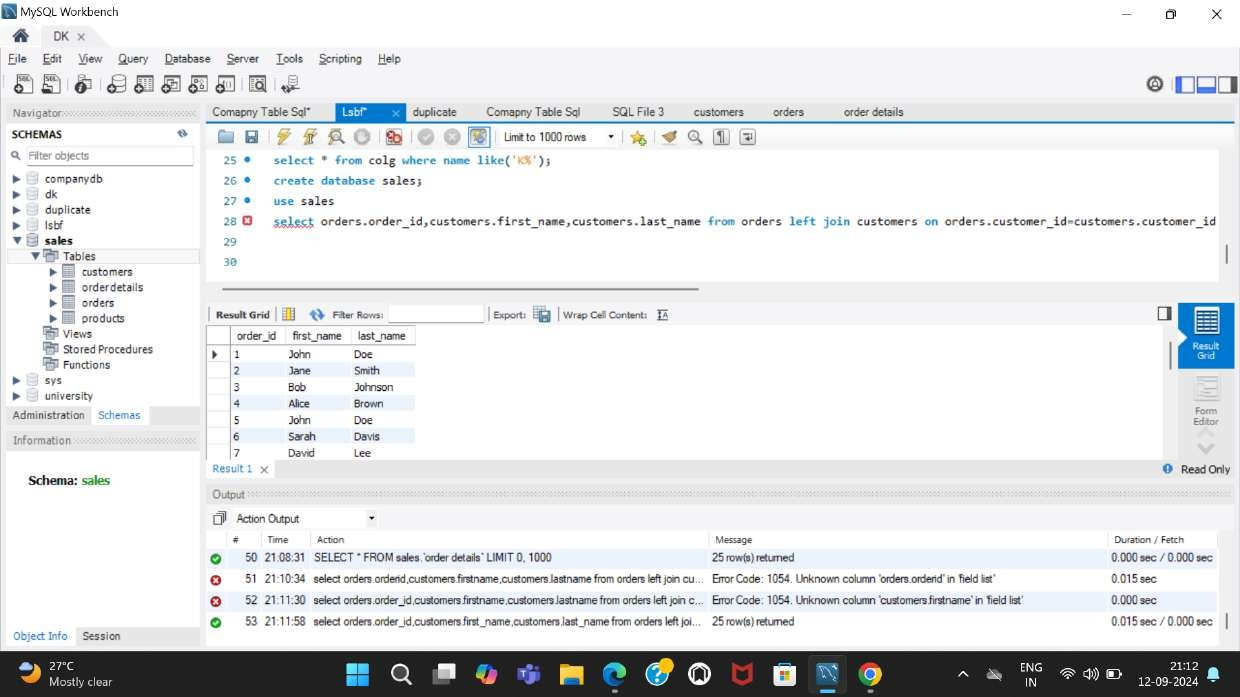 MySQL Workbench
DK
File Edit View Query Database Server Tools Scripting Help
Navigator
SCHEMAS
Filter objects
companydb
dk
duplicate
lsbf
sales
Tables
customers
order details
orders
products
Views
Stored Procedures
Functions
sys
university
Administration Schemas
Information
Schema: sales
Object Info Session
Comapny Table Sql* Lsbf* duplicate Comapny Table Sql SQL File 3 customers orders order details
Limit to 1000 rows
25 select * from colg where name like('K%');
26 create database sales;
27 use sales
28 select orders.order_id,customers.first_name,customers.last_name from orders left join customers on orders.customer_id=customers.customer_id
29
30
Result Grid Filter Rows: Export: Wrap Cell Content:
order_id first_name last_name
1 John Doe
2 Jane Smith
3 Bob Johnson
4 Alice Brown
5 John Doe
6 Sarah Davis
7 David Lee
Result Grid
Form Editor
Result 1
Read Only
Output
Action Output
# Time Action Message Duration / Fetch
50 21:08:31 SELECT * FROM sales.`order details` LIMIT 0, 1000 25 row(s) returned 0.000 sec / 0.000 sec
51 21:10:34 select orders.orderid,customers.firstname,customers.lastname from orders left join cu... Error Code: 1054. Unknown column 'orders.orderid' in 'field list' 0.015 sec
52 21:11:30 select orders.order_id,customers.firstname,customers.lastname from orders left join c... Error Code: 1054. Unknown column 'customers.firstname' in 'field list' 0.000 sec
53 21:11:58 select orders.order_id,customers.first_name,customers.last_name from orders left joi... 25 row(s) returned 0.015 sec / 0.000 sec
27°C
Mostly clear
ENG
IN
21:12
12-09-2024